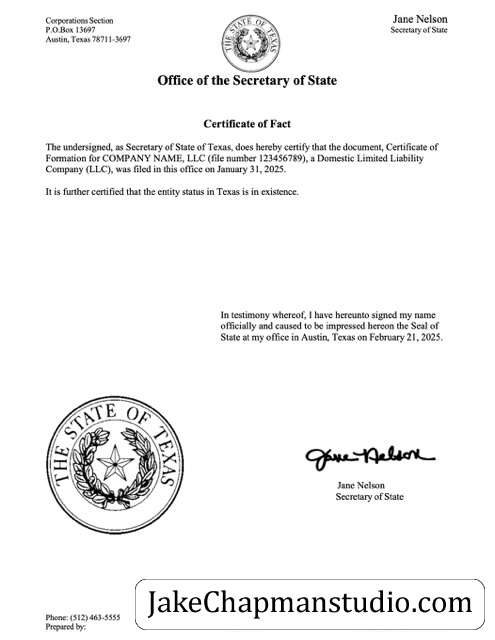 Corporations Section
P.O.Box 13697
Austin, Texas 78711-3697
Jane Nelson
Secretary of State
THE STATE OF TEXAS
Office of the Secretary of State
Certificate of Fact
The undersigned, as Secretary of State of Texas, does hereby certify that the document, Certificate of
Formation for COMPANY NAME, LLC (file number 123456789), a Domestic Limited Liability
Company (LLC), was filed in this office on January 31, 2025.
It is further certified that the entity status in Texas is in existence.
In testimony whereof, I have hereunto signed my name
officially and caused to be impressed hereon the Seal of
State at my office in Austin, Texas on February 21, 2025.
THE STATE OF TEXAS
Jane Nelson
Jane Nelson
Secretary of State
JakeChapmanstudio.com
Phone: (512) 463-5555
Prepared by: